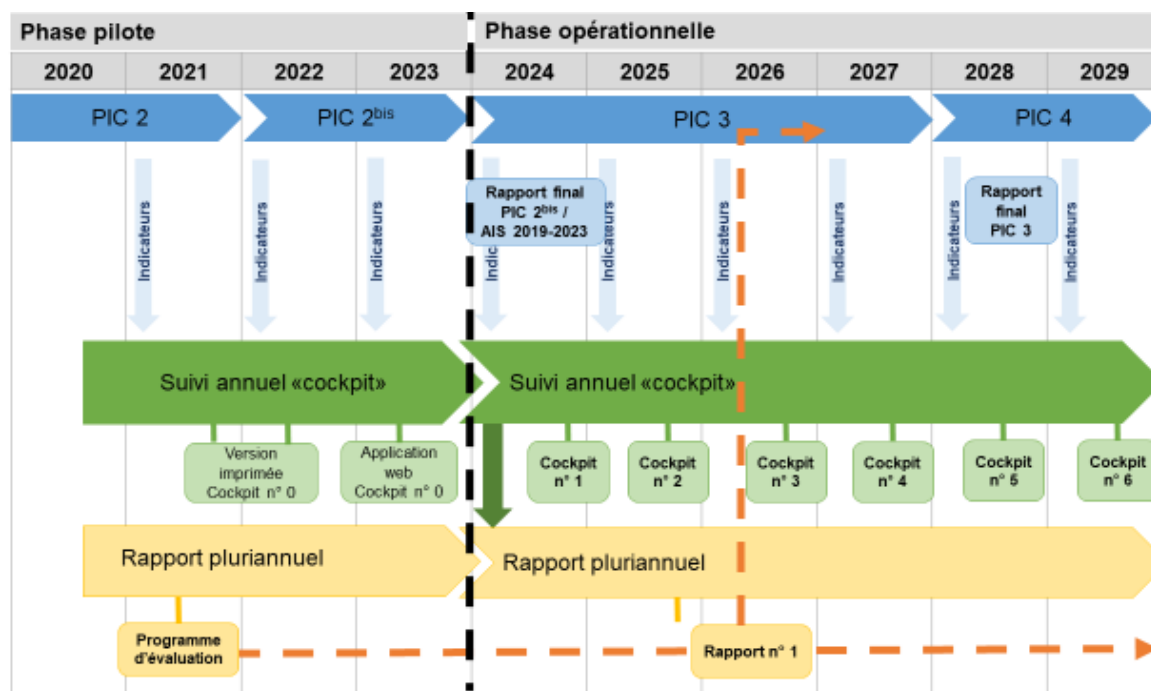 Phase pilote
Phase opérationnelle
2020
2021
2022
2023
2024
2025
2026
2027
2028
2029
PIC 2
PIC 2bis
PIC 3
PIC 4
Indicateurs
Indicateurs
Indicateurs
Indicateurs
Indicateurs
Indicateurs
Indicateurs
Indicateurs
Indicateurs
Rapport final
PIC 2bis /
AIS 2019-2023
Rapport
final
PIC 3
Suivi annuel «cockpit»
Suivi annuel «cockpit»
Version
imprimée
Cockpit n° 0
Application
web
Cockpit n° 0
Cockpit
n° 1
Cockpit
n° 2
Cockpit
n° 3
Cockpit
n° 4
Cockpit
n° 5
Cockpit
n° 6
Rapport pluriannuel
Rapport pluriannuel
Programme
d'évaluation
Rapport n° 1